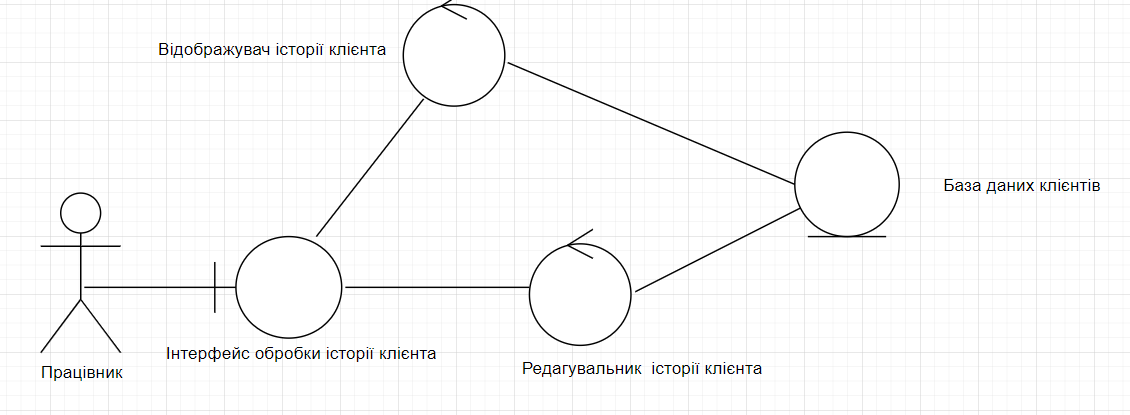 Відображувач історії клієнта
База даних клієнтів
Інтерфейс обробки історії клієнта
Редагувальник історії клієнта
Працівник